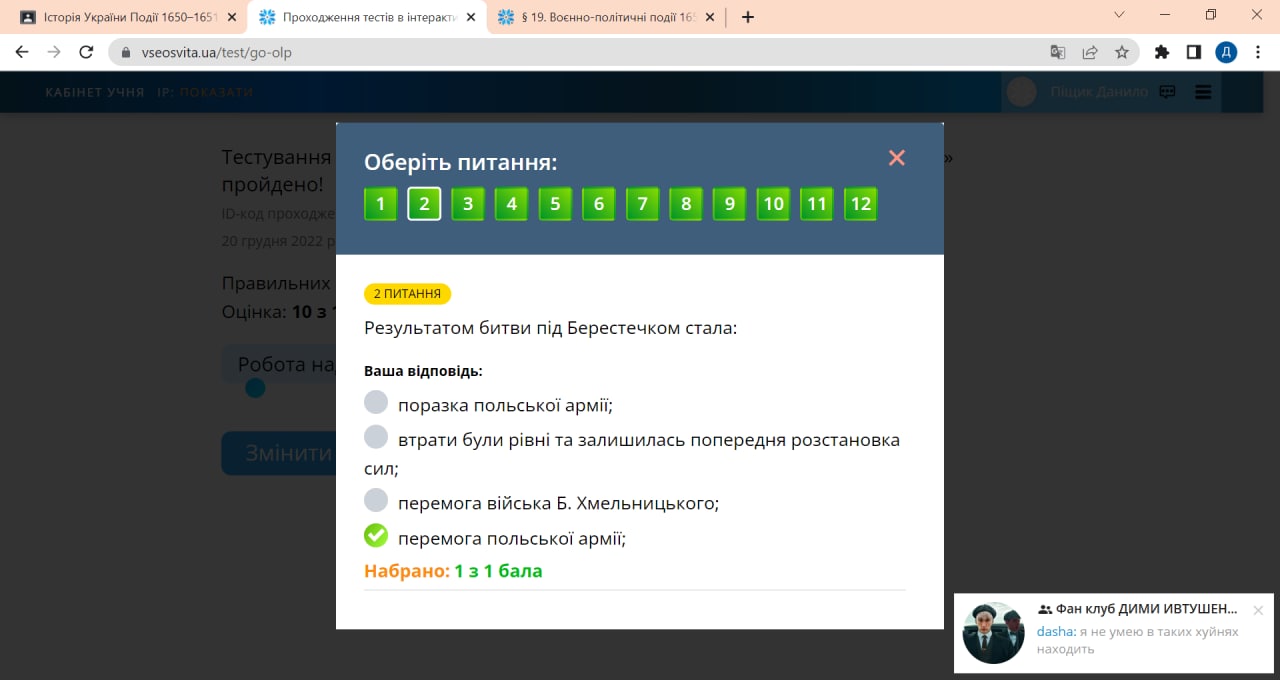 Історія України Події 1650–1651
Проходження тестів в інтеракти
§ 19. Воєнно-політичні події 165
vseosvita.ua/test/go-olp
Д
КАБІНЕТ УЧНЯ ІР: ПОКАЗАТИ
Піщик Данило
Тестування
»
пройдено!
ID-код проходже
20 грудня 2022 р
Правильних
Оцінка: 10 з 1
Робота на
Змінити
Оберіть питання:
1 2 3 4 5 6 7 8 9 10 11 12
2 ПИТАННЯ
Результатом битви під Берестечком стала:
Ваша відповідь:
поразка польської армії;
втрати були рівні та залишилась попередня розстановка
сил;
перемога війська Б. Хмельницького;
перемога польської армії;
Набрано: 1 з 1 бала
Фан клуб ДИМИ ИВТУШЕН...
dasha: я не умею в таких хуйнях
находить